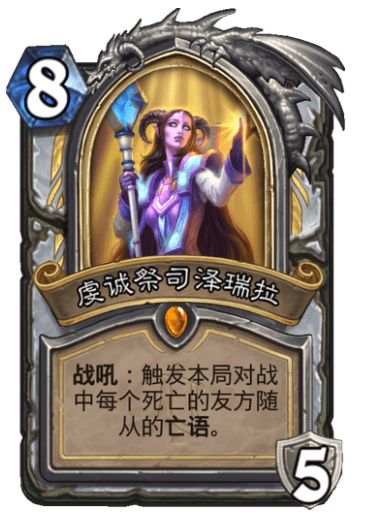 8
虔诚祭司泽瑞拉
战吼：触发本局对战
中每个死亡的友方随
从的亡语。
5